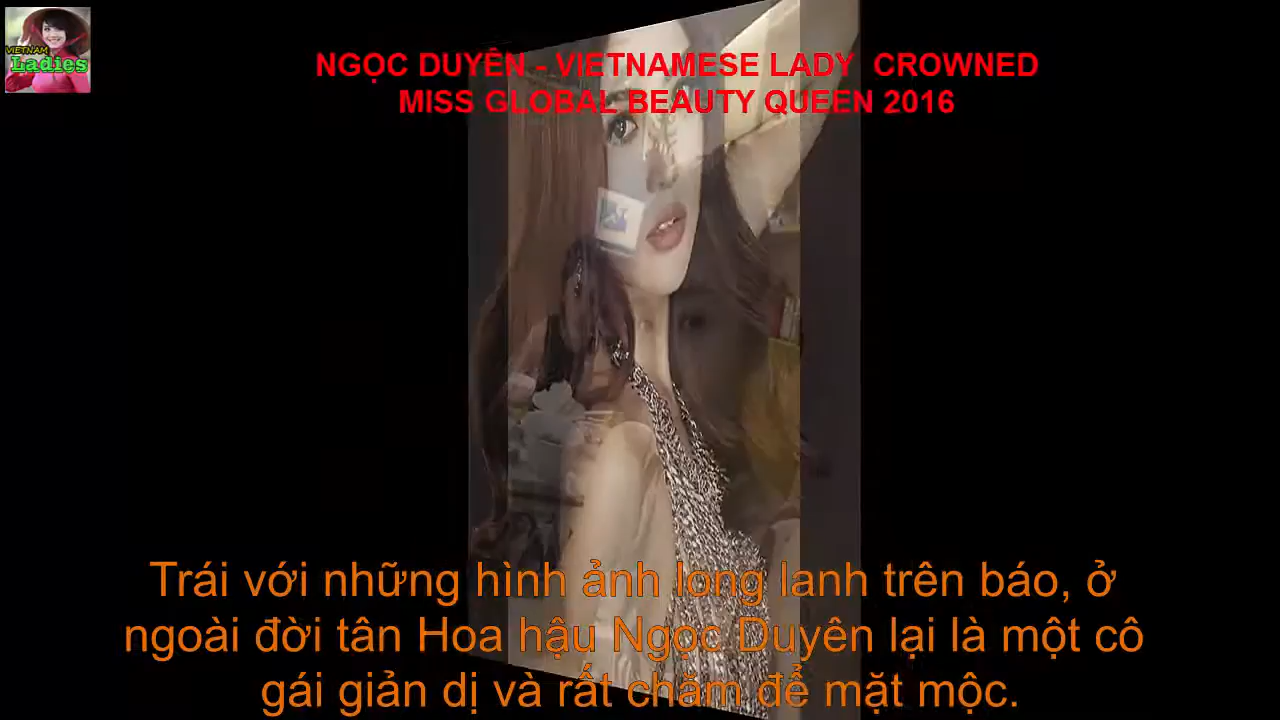 VIETNAM
Ladies
NGỌC DUYÊN - VIETNAMESE LADY CROWNED
MISS GLOBAL BEAUTY QUEEN 2016
Trái với những hình ảnh long lanh trên báo, ở
ngoài đời tân Hoa hậu Ngọc Duyên lại là một cô
gái giản dị và rất chăm để mặt mộc.